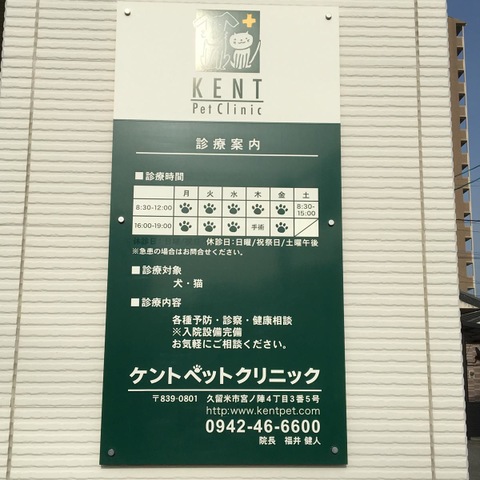 KENT
PetClinic
診療案内
■診療時間
月 火 水 木 金 土
8:30-12:00 8:30-15:00
16:00-19:00 手術
休診日:日曜/祝祭日/土曜午後
※急患の場合はお問合せください。
■診療対象
犬・猫
■診療内容
各種予防・診察・健康相談
※入院設備完備
お気軽にご相談ください。
ケントペットクリニック
〒839-0801 久留米市宮ノ陣4丁目3番5号
http:www.kentpet.com
0942-46-6600
院長 福井 健人